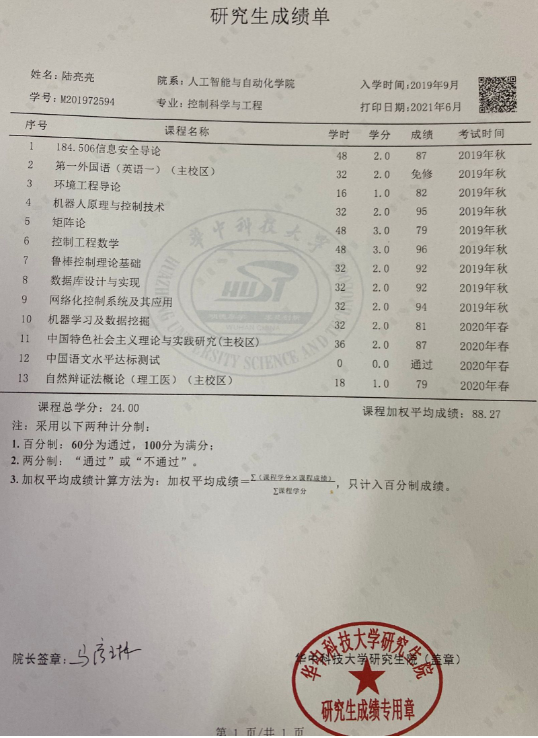 研究生成绩单
姓名：陆亮亮 院系：人工智能与自动化学院 入学时间：2019年9月
学号：M201972594 专业：控制科学与工程 打印日期：2021年6月
序号 课程名称 学时 学分 成绩 考试时间
1 184.506信息安全导论 48 2.0 87 2019年秋
2 第一外国语（英语一）（主校区） 32 2.0 免修 2019年秋
3 环境工程导论 16 1.0 82 2019年秋
4 机器人原理与控制技术 32 2.0 95 2019年秋
5 矩阵论 48 3.0 79 2019年秋
6 控制工程数学 48 3.0 96 2019年秋
7 鲁棒控制理论基础 32 2.0 92 2019年秋
8 数据库设计与实现 32 2.0 92 2019年秋
9 网络化控制系统及其应用 32 2.0 94 2019年秋
10 机器学习及数据挖掘 32 2.0 81 2020年春
11 中国特色社会主义理论与实践研究(主校区) 36 2.0 87 2020年春
12 中国语文水平达标测试 0 0.0 通过 2020年春
13 自然辩证法概论（理工医）（主校区） 18 1.0 79 2020年春
华中科技大学
HUST
UNIVERSITY SCIENCE AND
课程总学分：24.00 课程加权平均成绩：88.27
注：采用以下两种计分制：
1. 百分制：60分为通过，100分为满分；
2. 两分制：“通过”或“不通过”。
3. 加权平均成绩计算方法为：加权平均成绩=∑（课程学分×课程成绩）/∑课程学分，只计入百分制成绩。
院长签章： 华中科技大学研究生院（盖章）
华中科技大学研究生院
研究生成绩专用章
第 1 页/共 1 页